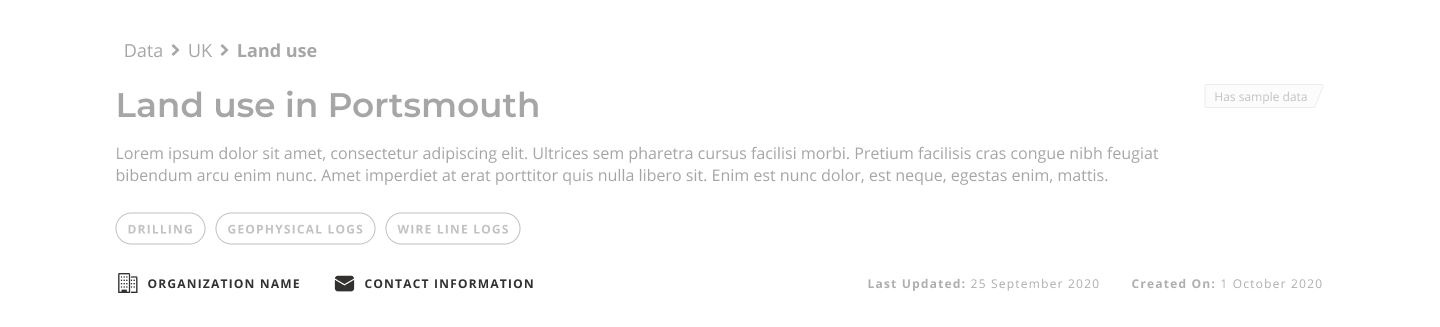 Data > UK > Land use
Land use in Portsmouth
Has sample data
Lorem ipsum dolor sit amet, consectetur adipiscing elit. Ultrices sem pharetra cursus facilisi morbi. Pretium facilisis cras congue nibh feugiat
bibendum arcu enim nunc. Amet imperdiet at erat porttitor quis nulla libero sit. Enim est nunc dolor, est neque, egestas enim, mattis.
DRILLING GEOPHYSICAL LOGS WIRE LINE LOGS
ORGANIZATION NAME CONTACT INFORMATION Last Updated: 25 September 2020 Created On: 1 October 2020